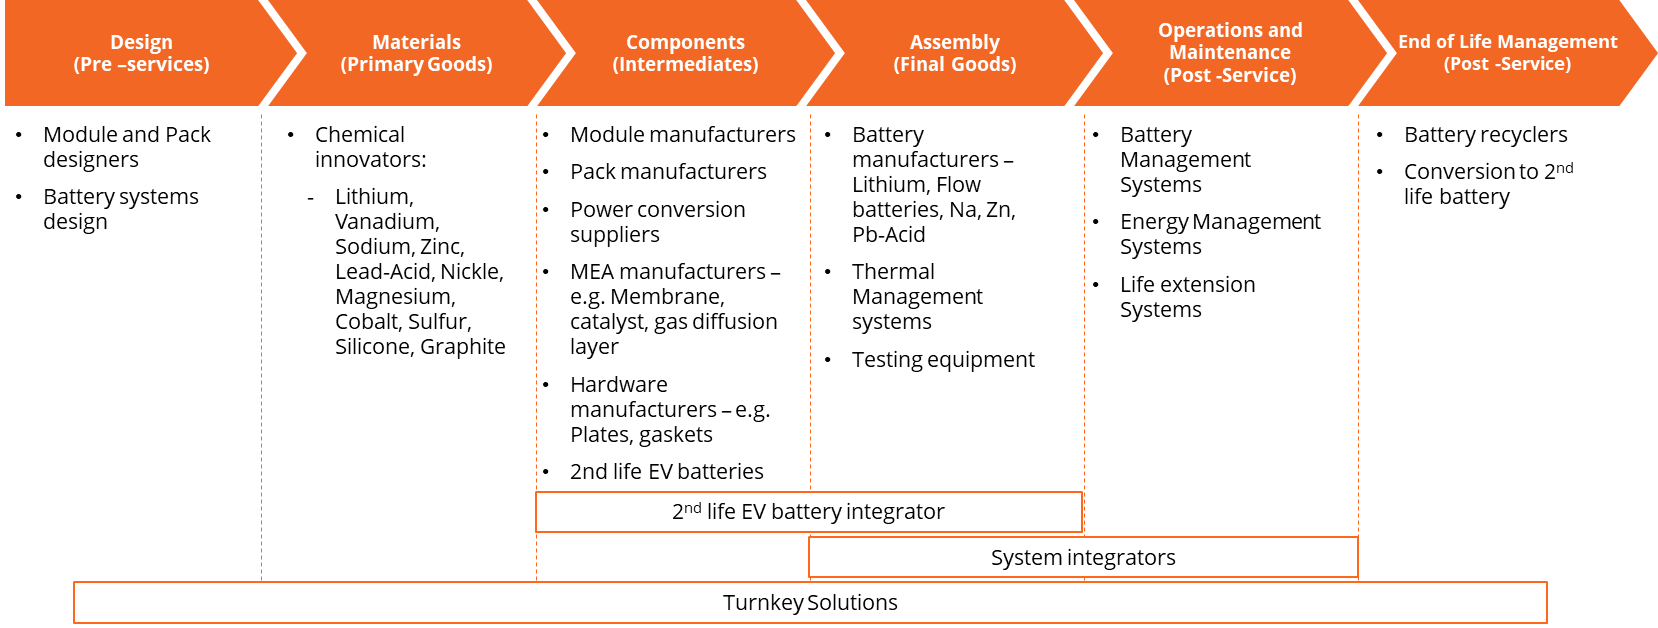 Design
(Pre –services)
Materials
(Primary Goods)
Components
(Intermediates)
Assembly
(Final Goods)
Operations and
Maintenance
(Post -Service)
End of Life Management
(Post -Service)
• Module and Pack
designers
• Battery systems
design
• Chemical
innovators:
- Lithium,
Vanadium,
Sodium, Zinc,
Lead-Acid, Nickle,
Magnesium,
Cobalt, Sulfur,
Silicone, Graphite
• Module manufacturers
• Pack manufacturers
• Power conversion
suppliers
• MEA manufacturers –
e.g. Membrane,
catalyst, gas diffusion
layer
• Hardware
manufacturers – e.g.
Plates, gaskets
• 2nd life EV batteries
• Battery
manufacturers –
Lithium, Flow
batteries, Na, Zn,
Pb-Acid
• Thermal
Management
systems
• Testing equipment
• Battery
Management
Systems
• Energy Management
Systems
• Life extension
Systems
• Battery recyclers
• Conversion to 2nd
life battery
2nd life EV battery integrator
System integrators
Turnkey Solutions